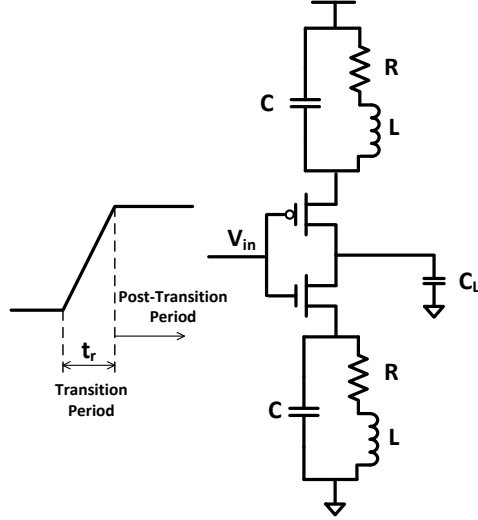 R
C
L
V_in
C_L
Post-Transition
Period
t_r
Transition
Period
R
C
L